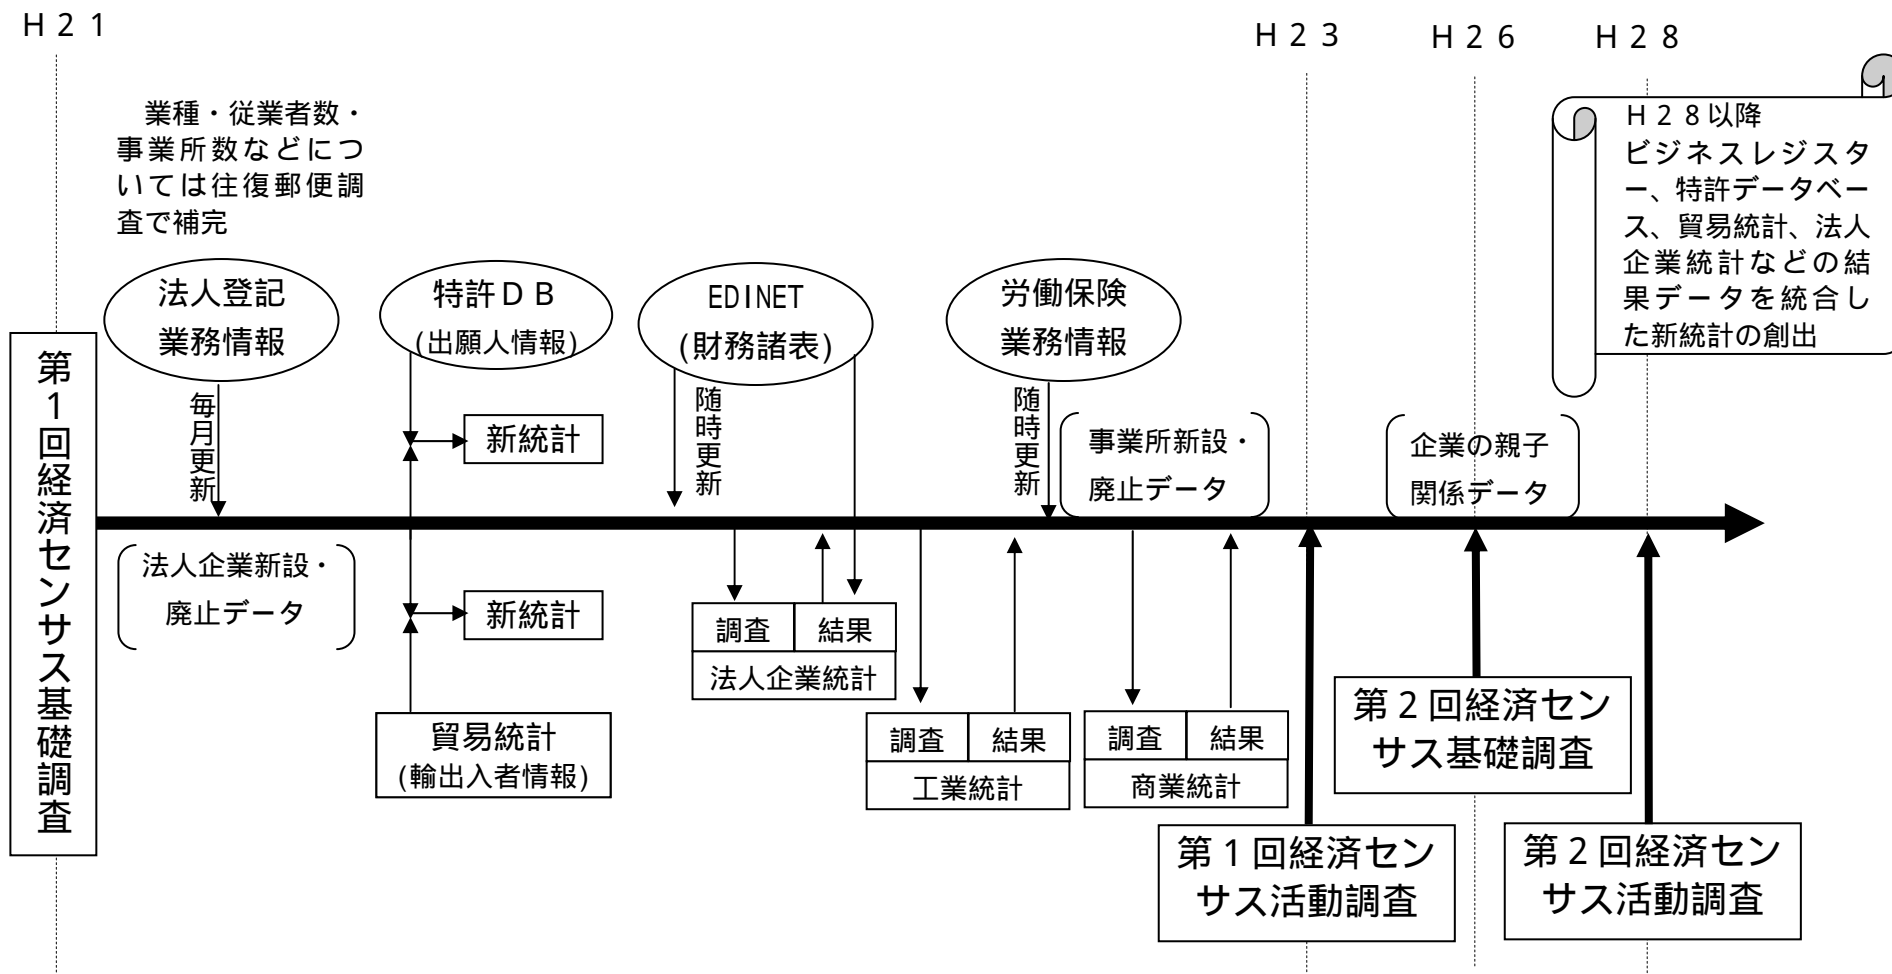 Ｈ２１
Ｈ２３
Ｈ２６
Ｈ２８
業種・従業者数・
事業所数などにつ
いては往復郵便調
査で補完
Ｈ２８以降
ビジネスレジスタ
ー、特許データベー
ス、貿易統計、法人
企業統計などの結
果データを統合し
た新統計の創出
法人登記
業務情報
特許ＤＢ
(出願人情報)
EDINET
(財務諸表)
労働保険
業務情報
第１回経済センサス基礎調査
毎月更新
新統計
随時更新
随時更新
事業所新設・
廃止データ
企業の親子
関係データ
法人企業新設・
廃止データ
新統計
調査
結果
法人企業統計
貿易統計
(輸出入者情報)
調査
結果
工業統計
調査
結果
商業統計
第２回経済セン
サス基礎調査
第１回経済セン
サス活動調査
第２回経済セン
サス活動調査